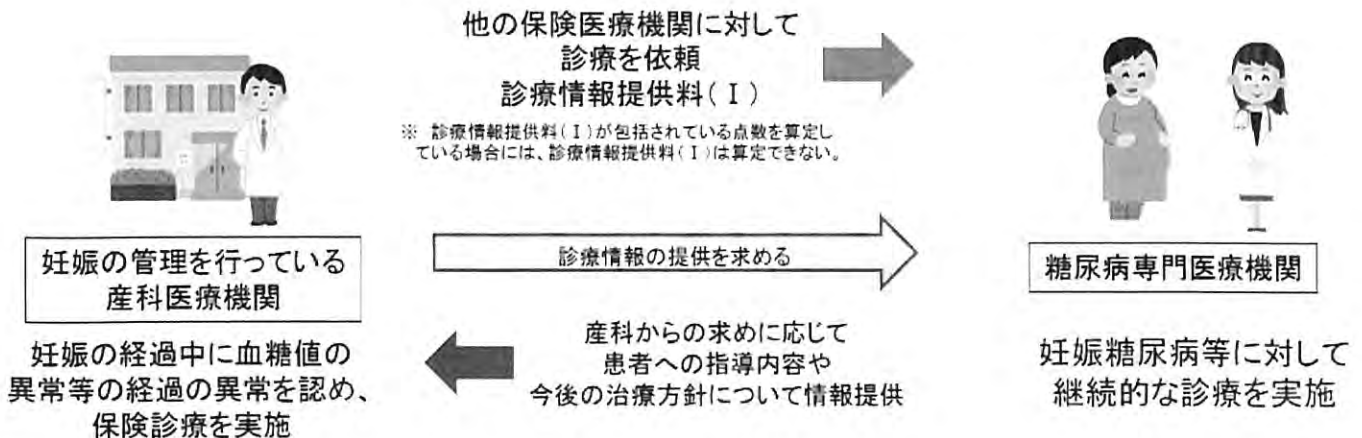 他の保険医療機関に対して
診療を依頼
診療情報提供料(Ⅰ)
※ 診療情報提供料(Ⅰ)が包括されている点数を算定し
ている場合には、診療情報提供料(Ⅰ)は算定できない。
妊娠の管理を行っている
産科医療機関
診療情報の提供を求める
糖尿病専門医療機関
妊娠の経過中に血糖値の
異常等の経過の異常を認め、
保険診療を実施
産科からの求めに応じて
患者への指導内容や
今後の治療方針について情報提供
妊娠糖尿病等に対して
継続的な診療を実施